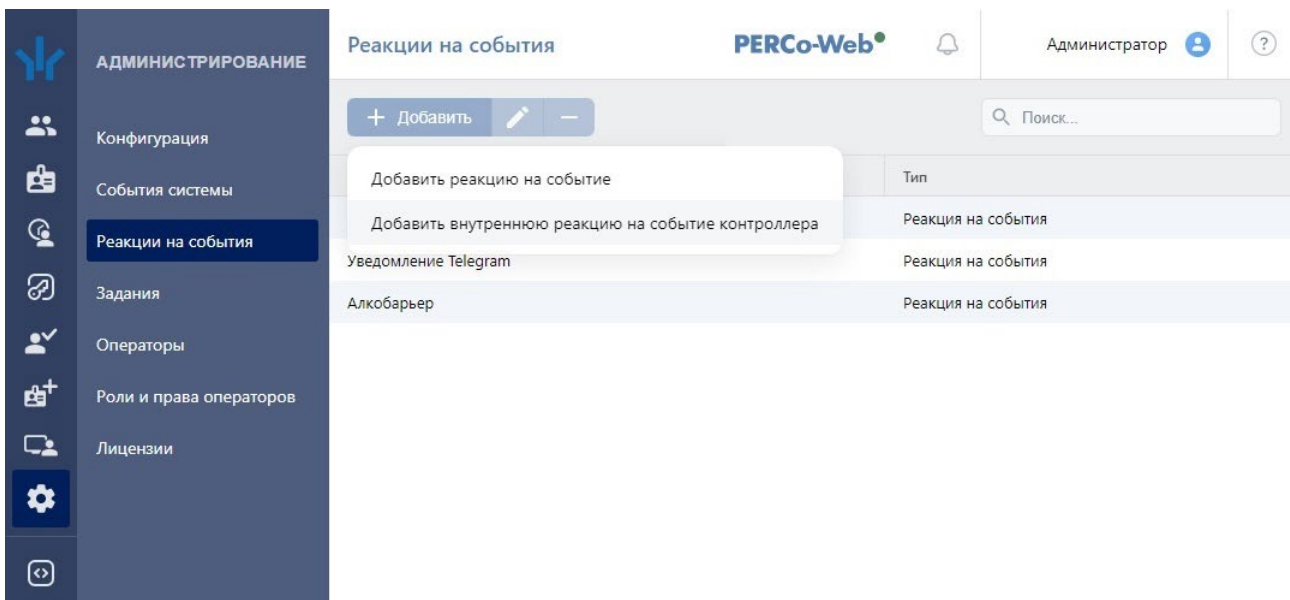 АДМИНИСТРИРОВАНИЕ
Конфигурация
События системы
Реакции на события
Задания
Операторы
Роли и права операторов
Лицензии
Реакции на события
PERCo-Web
Администратор
?
+ Добавить
Поиск...
Добавить реакцию на событие
Добавить внутреннюю реакцию на событие контроллера
Тип
Реакция на события
Уведомление Telegram
Реакция на события
Алкобарьер
Реакция на события